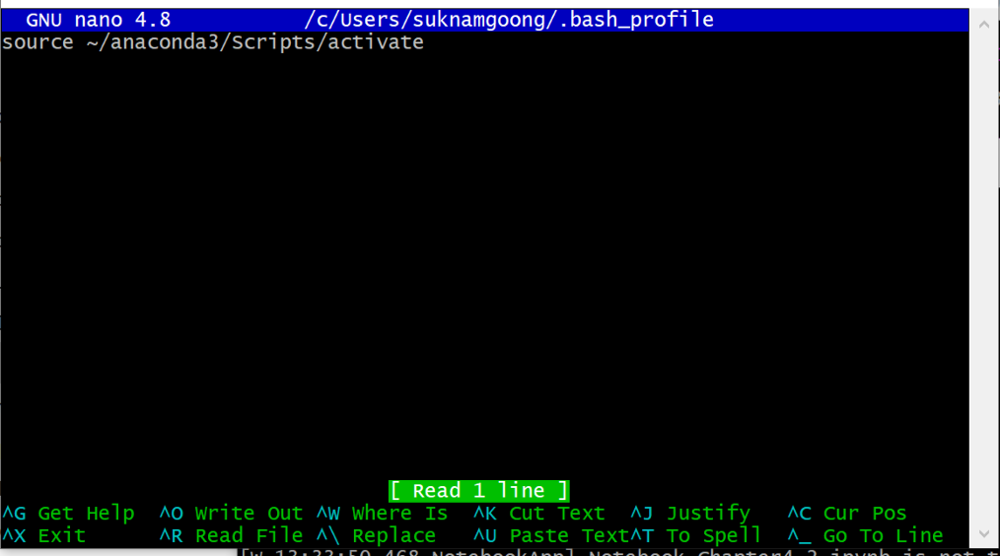 GNU nano 4.8 /c/Users/suknamgoong/.bash_profile
source ~/anaconda3/Scripts/activate
[ Read 1 line ]
^G Get Help ^O Write Out ^W Where Is ^K Cut Text ^J Justify ^C Cur Pos
^X Exit ^R Read File ^\ Replace ^U Paste Text^T To Spell ^_ Go To Line
[W 13:33:50.468 NotebookApp] Notebook Chapter4-2.ipynb is not t